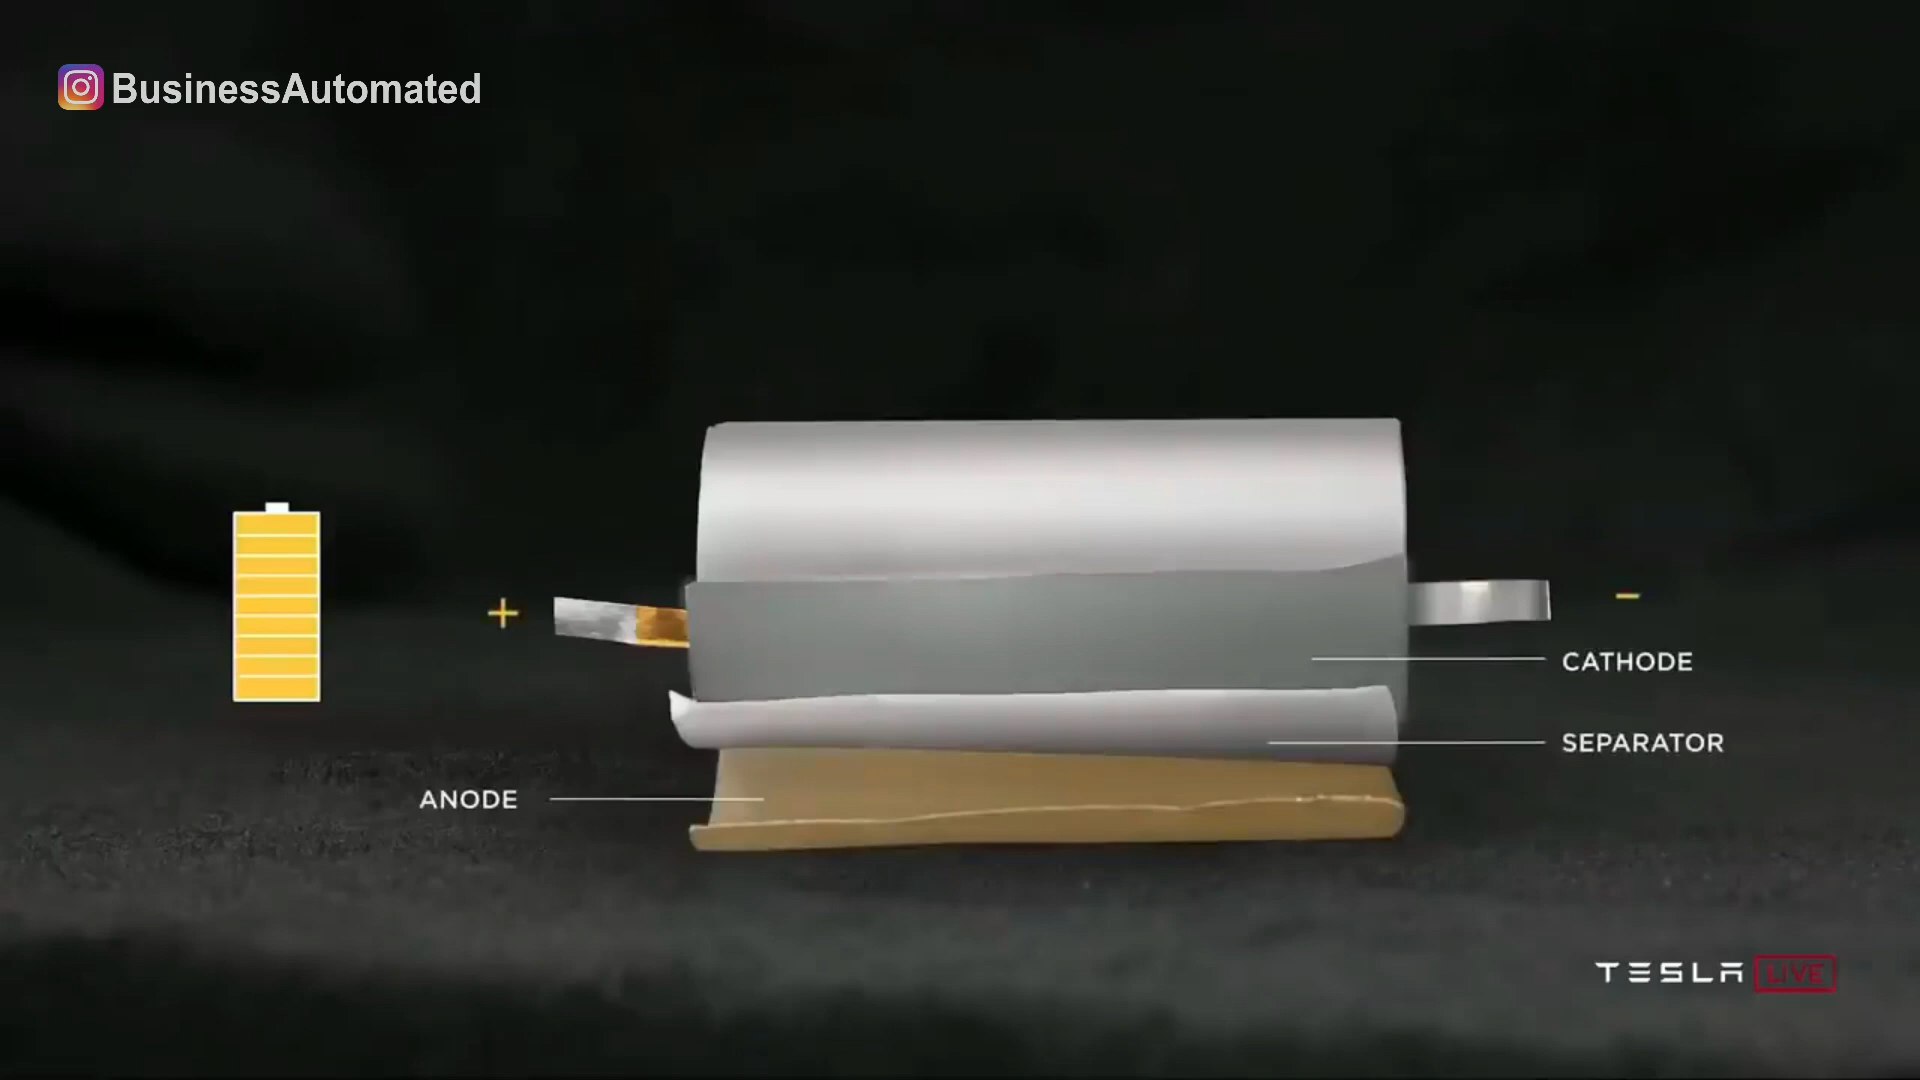 BusinessAutomated
+
−
CATHODE
SEPARATOR
ANODE
TESLA LIVE